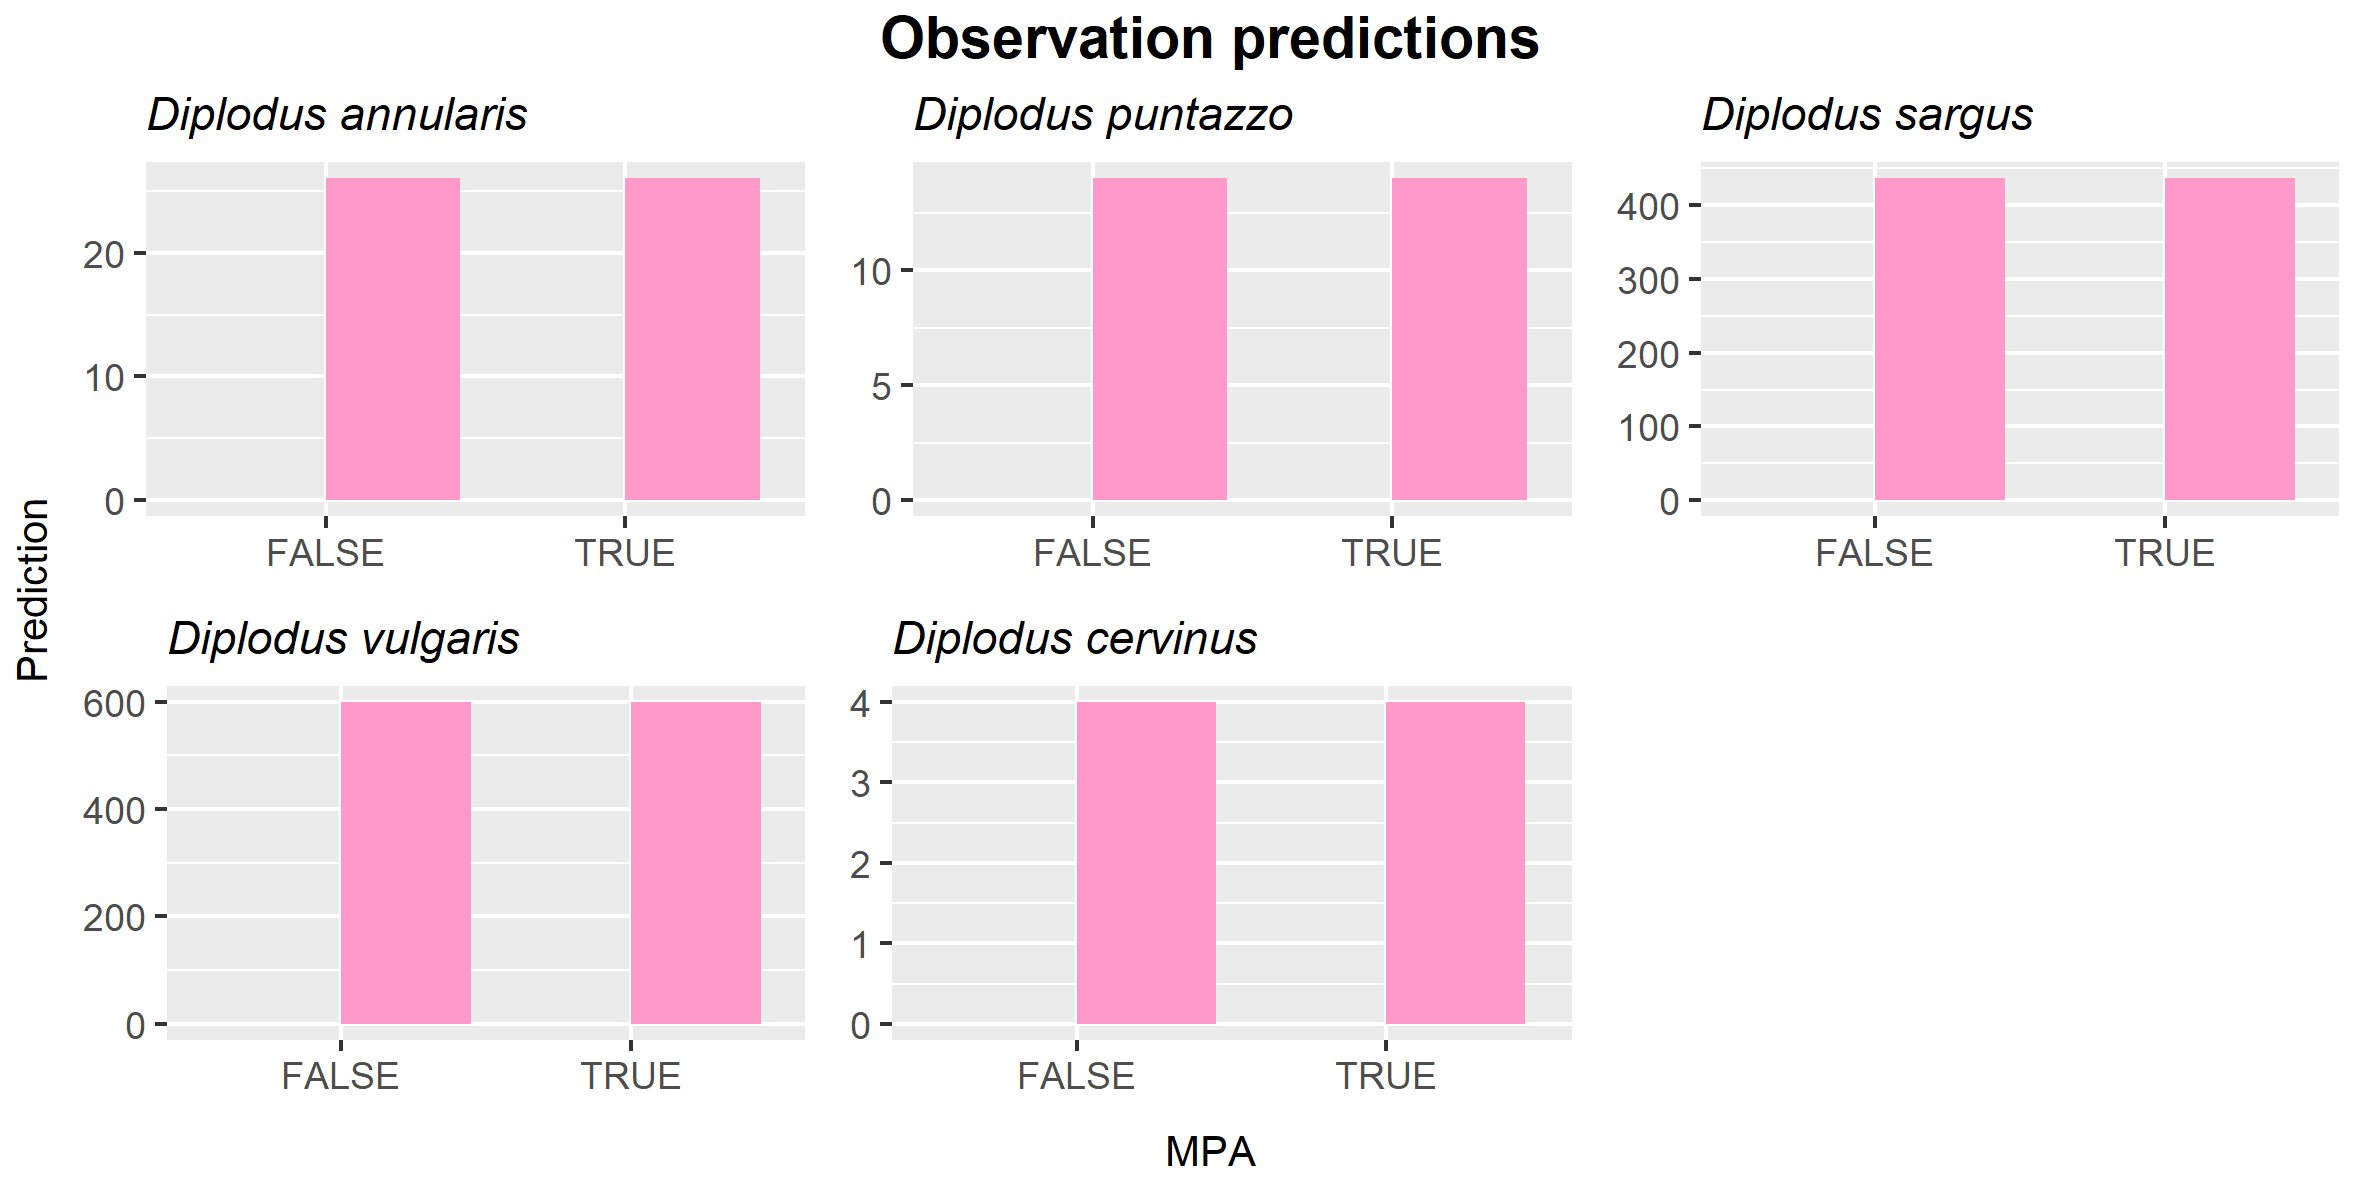 Observation predictions
Diplodus annularis
Diplodus puntazzo
Diplodus sargus
20
10
0
FALSE TRUE
10
5
0
FALSE TRUE
400
300
200
100
0
FALSE TRUE
Prediction
Diplodus vulgaris
Diplodus cervinus
600
400
200
0
FALSE TRUE
4
3
2
1
0
FALSE TRUE
MPA